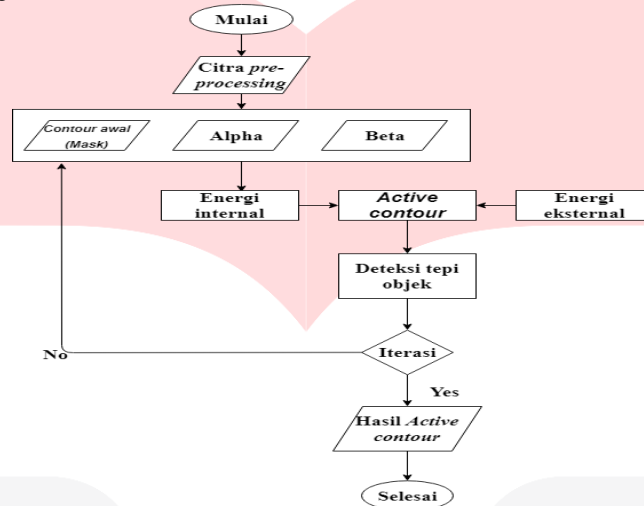 Mulai
Citra pre-
processing
Contour awal
(Mask)
Alpha
Beta
Energi
internal
Active
contour
Energi
eksternal
Deteksi tepi
objek
Iterasi
No
Yes
Hasil Active
contour
Selesai